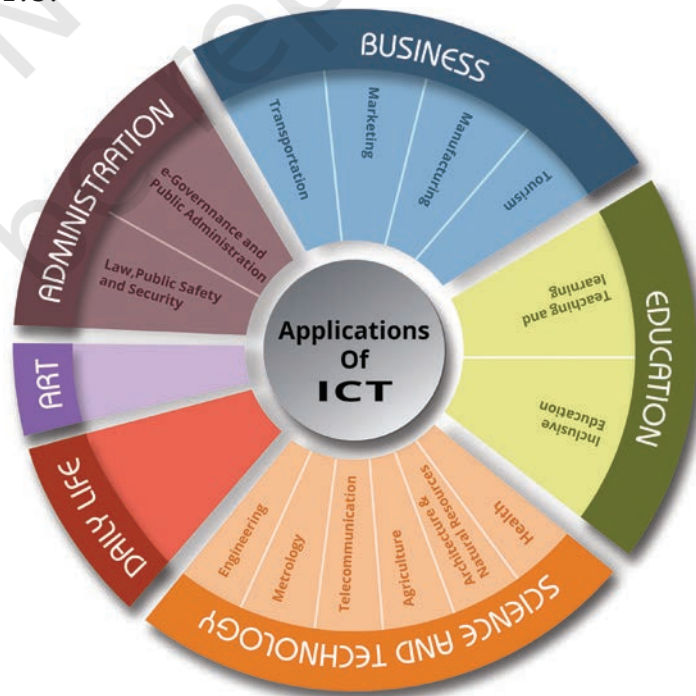 BUSINESS
Transportation
Marketing
Manufacturing
Tourism
EDUCATION
Teaching and
learning
Inclusive
Education
SCIENCE AND TECHNOLOGY
Health
Architecture &
Natural Resources
Agriculture
Telecommunication
Metrology
Engineering
DAILY LIFE
ART
ADMINISTRATION
Law,Public Safety
and Security
e-Governnance and
Public Administration
Applications
Of
ICT